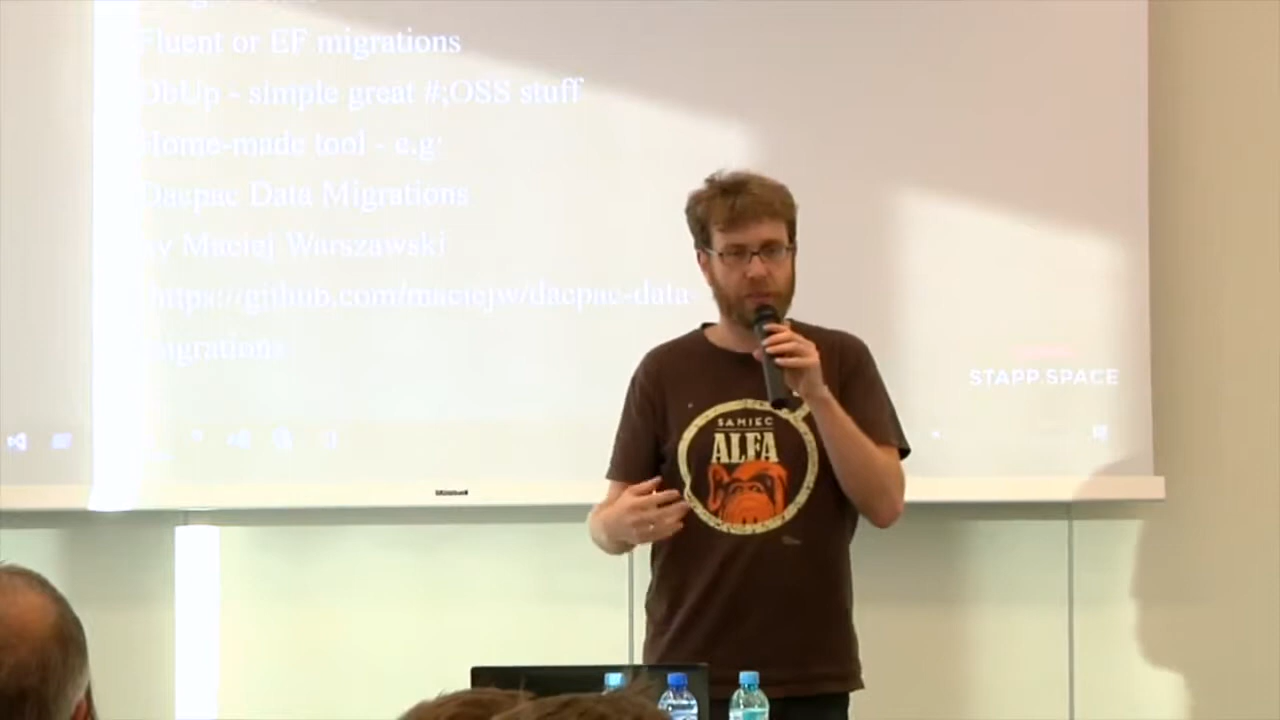 Fluent or EF migrations
DbUp - simple great #;OSS stuff
Home-made tool - e.g:
Dacpac Data Migrations
by Maciej Warszawski
https://github.com/maciejw/dacpac-data-
migrations
STAPP.SPACE
SAMIEC
ALFA